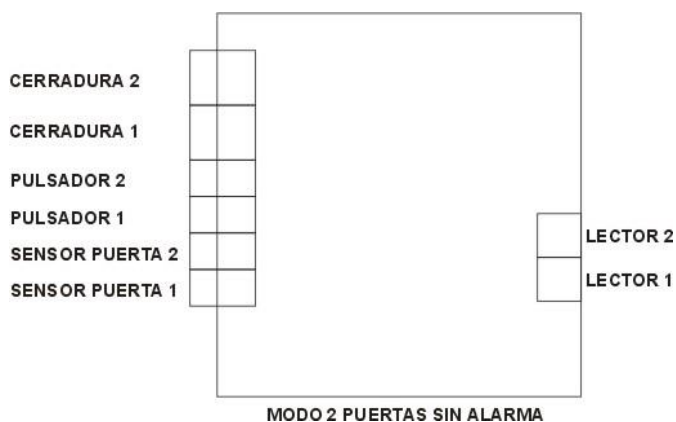 CERRADURA 2
CERRADURA 1
PULSADOR 2
PULSADOR 1
SENSOR PUERTA 2
SENSOR PUERTA 1
LECTOR 2
LECTOR 1
MODO 2 PUERTAS SIN ALARMA